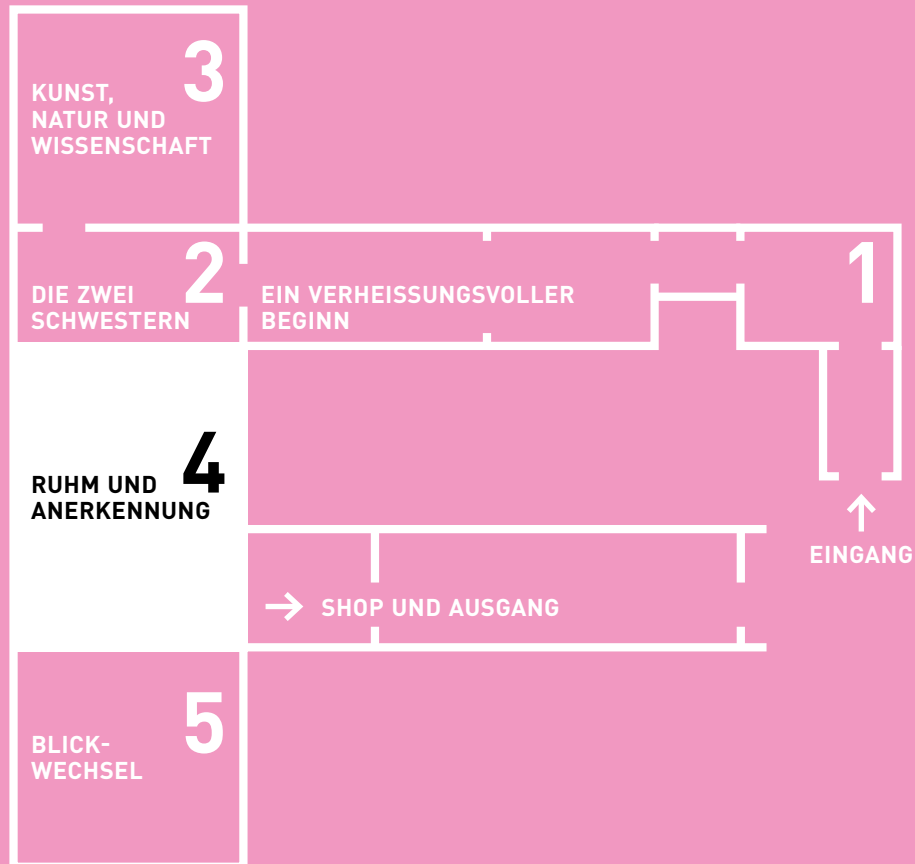 3
KUNST,
NATUR UND
WISSENSCHAFT
2
DIE ZWEI
SCHWESTERN
EIN VERHEISSUNGSVOLLER
BEGINN
1
4
RUHM UND
ANERKENNUNG
EINGANG
→ SHOP UND AUSGANG
5
BLICK-
WECHSEL